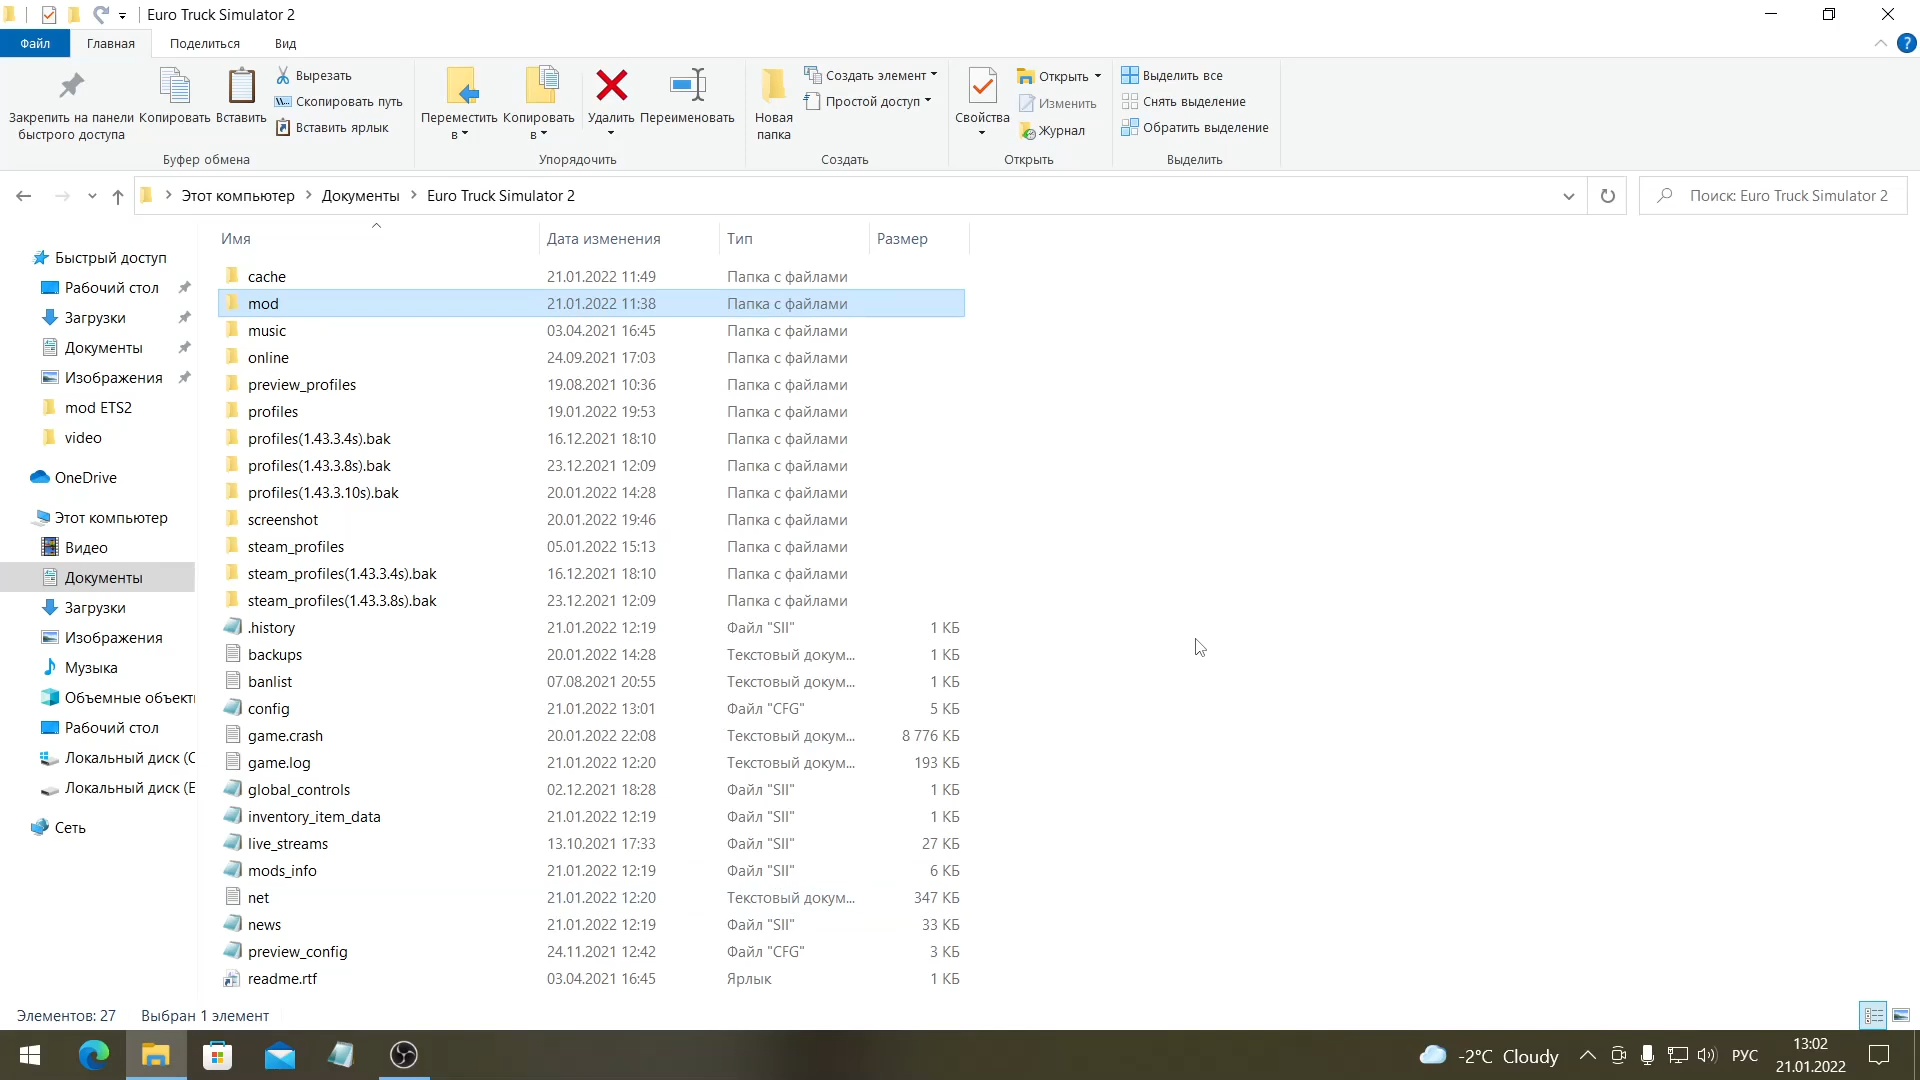 Euro Truck Simulator 2
Файл
Главная
Поделиться
Вид
?
Закрепить на панели
быстрого доступа
Копировать
Вставить
Вырезать
Скопировать путь
Вставить ярлык
Буфер обмена
Переместить
в
Копировать
в
Удалить
Переименовать
Упорядочить
Новая
папка
Создать элемент
Простой доступ
Создать
Свойства
Открыть
Изменить
Журнал
Открыть
Выделить все
Снять выделение
Обратить выделение
Выделить
Этот компьютер
Документы
Euro Truck Simulator 2
Поиск: Euro Truck Simulator 2
Быстрый доступ
Рабочий стол
Загрузки
Документы
Изображения
mod ETS2
video
OneDrive
Этот компьютер
Видео
Документы
Загрузки
Изображения
Музыка
Объемные объект
Рабочий стол
Локальный диск (C
Локальный диск (E
Сеть
Имя Дата изменения Тип Размер
cache 21.01.2022 11:49 Папка с файлами
mod 21.01.2022 11:38 Папка с файлами
music 03.04.2021 16:45 Папка с файлами
online 24.09.2021 17:03 Папка с файлами
preview_profiles 19.08.2021 10:36 Папка с файлами
profiles 19.01.2022 19:53 Папка с файлами
profiles(1.43.3.4s).bak 16.12.2021 18:10 Папка с файлами
profiles(1.43.3.8s).bak 23.12.2021 12:09 Папка с файлами
profiles(1.43.3.10s).bak 20.01.2022 14:28 Папка с файлами
screenshot 20.01.2022 19:46 Папка с файлами
steam_profiles 05.01.2022 15:13 Папка с файлами
steam_profiles(1.43.3.4s).bak 16.12.2021 18:10 Папка с файлами
steam_profiles(1.43.3.8s).bak 23.12.2021 12:09 Папка с файлами
.history 21.01.2022 12:19 Файл "SII" 1 КБ
backups 20.01.2022 14:28 Текстовый докум... 1 КБ
banlist 07.08.2021 20:55 Текстовый докум... 1 КБ
config 21.01.2022 13:01 Файл "CFG" 5 КБ
game.crash 20.01.2022 22:08 Текстовый докум... 8 776 КБ
game.log 21.01.2022 12:20 Текстовый докум... 193 КБ
global_controls 02.12.2021 18:28 Файл "SII" 1 КБ
inventory_item_data 21.01.2022 12:19 Файл "SII" 1 КБ
live_streams 13.10.2021 17:33 Файл "SII" 27 КБ
mods_info 21.01.2022 12:19 Файл "SII" 6 КБ
net 21.01.2022 12:20 Текстовый докум... 347 КБ
news 21.01.2022 12:19 Файл "SII" 33 КБ
preview_config 24.11.2021 12:42 Файл "CFG" 3 КБ
readme.rtf 03.04.2021 16:45 Ярлык 1 КБ
Элементов: 27 Выбран 1 элемент
-2°C Cloudy
РУС
13:02
21.01.2022